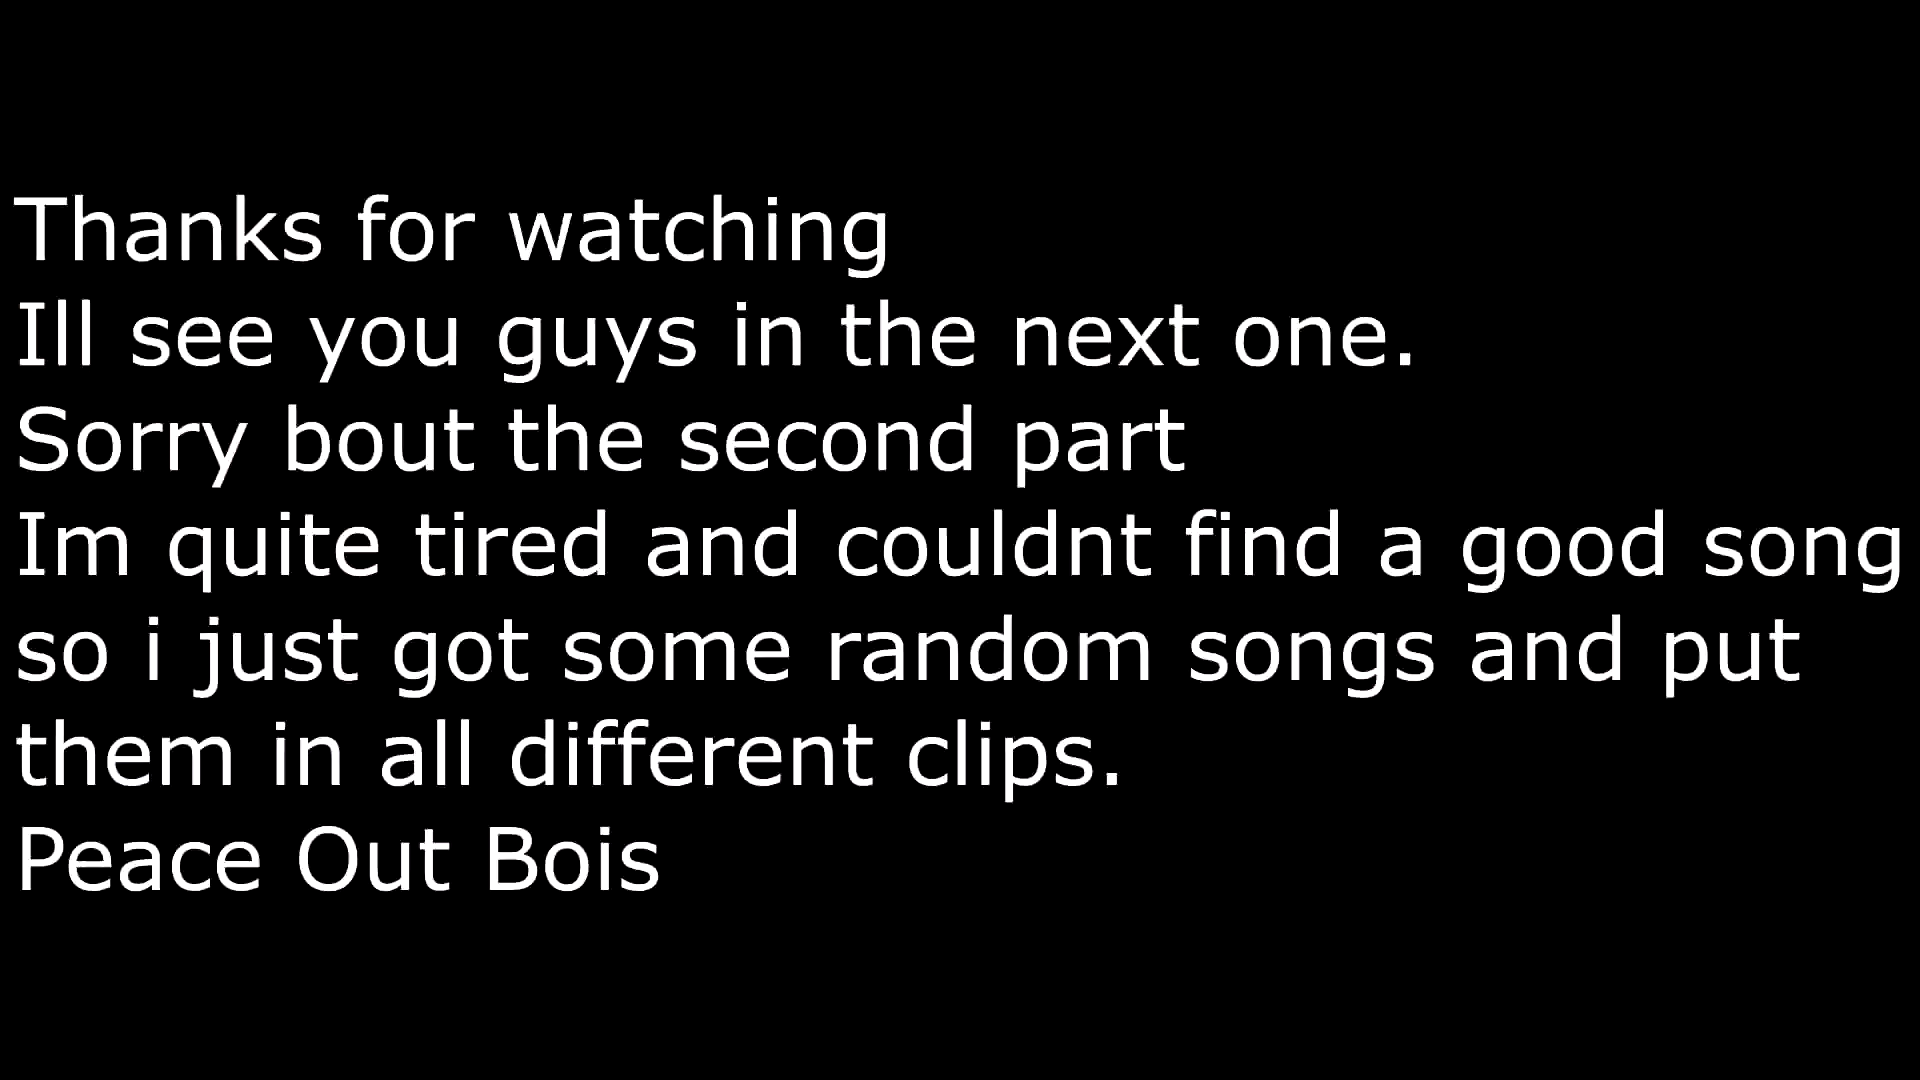 Thanks for watching
Ill see you guys in the next one.
Sorry bout the second part
Im quite tired and couldnt find a good song
so i just got some random songs and put
them in all different clips.
Peace Out Bois